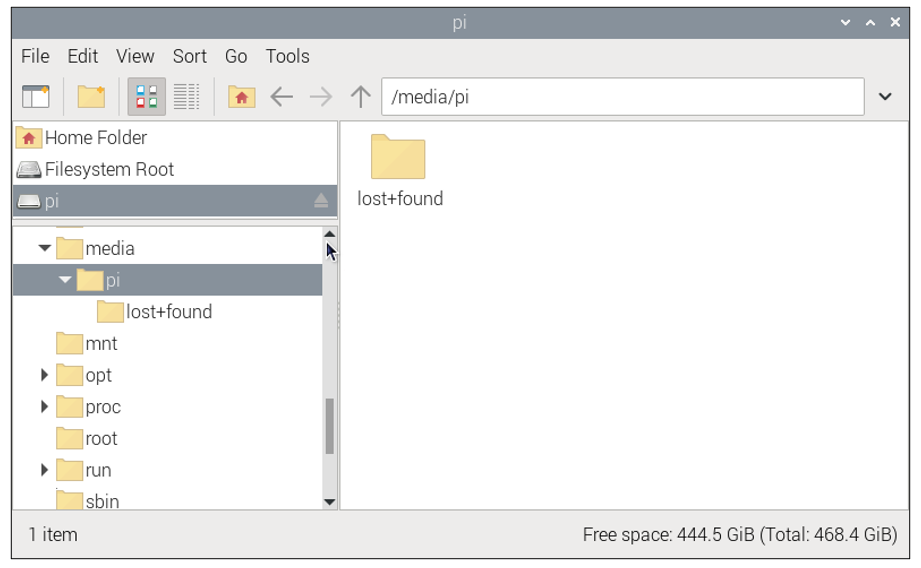 pi
File Edit View Sort Go Tools
/media/pi
Home Folder
Filesystem Root
pi
media
pi
lost+found
mnt
opt
proc
root
run
sbin
lost+found
1 item
Free space: 444.5 GiB (Total: 468.4 GiB)